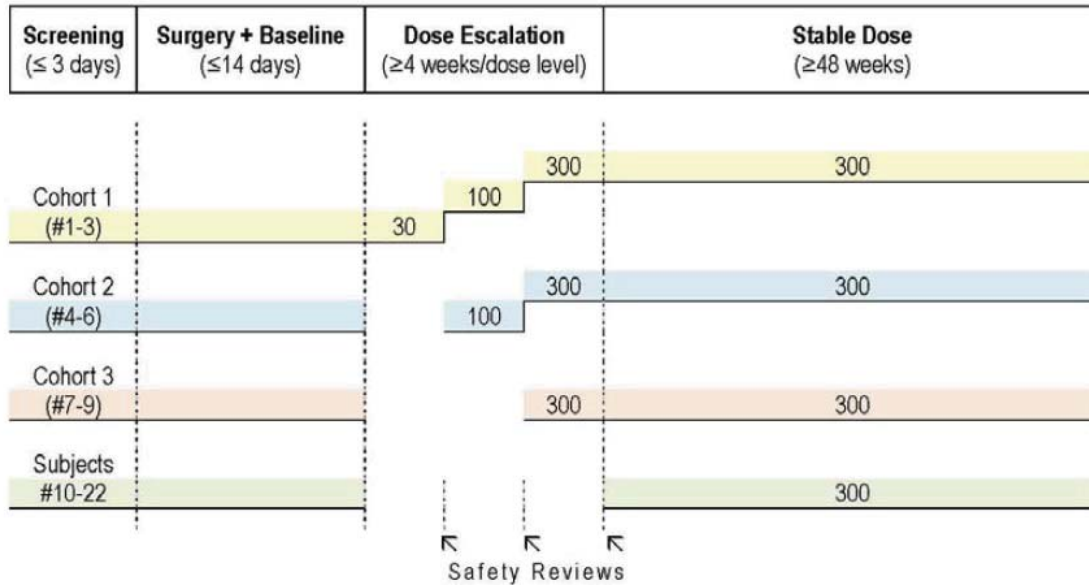 Screening
(≤ 3 days)
Surgery + Baseline
(≤14 days)
Dose Escalation
(≥4 weeks/dose level)
Stable Dose
(≥48 weeks)
300
300
100
Cohort 1
(#1-3)
30
Cohort 2
(#4-6)
300
300
100
Cohort 3
(#7-9)
300
300
Subjects
#10-22
300
Safety Reviews